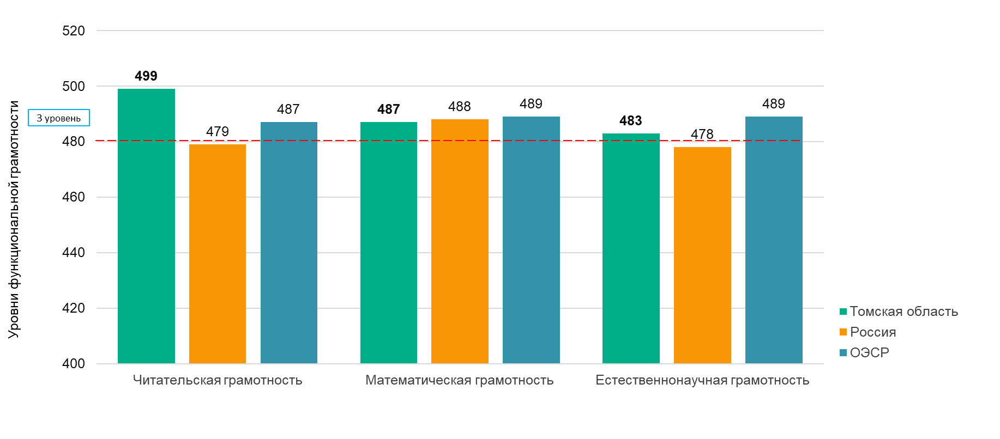 Уровни функциональной грамотности
520
500
480
460
440
420
400
3 уровень
499
479
487
487
488
489
483
478
489
Читательская грамотность
Математическая грамотность
Естественнонаучная грамотность
Томская область
Россия
ОЭСР